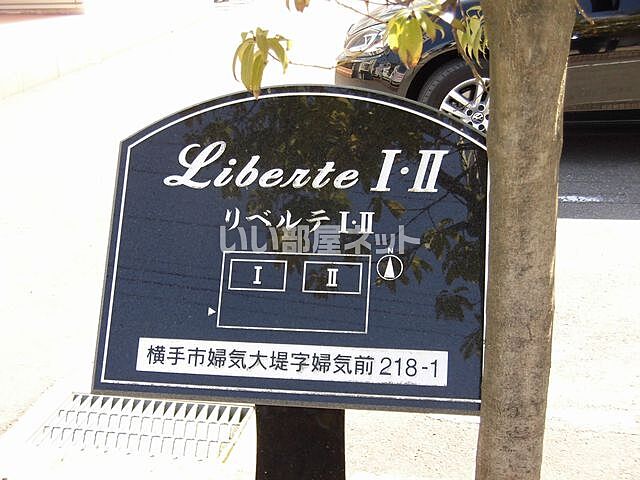 Liberte I・II
リベルテ I・II
いい部屋ネット
N
I II
横手市婦気大堤字婦気前 218-1